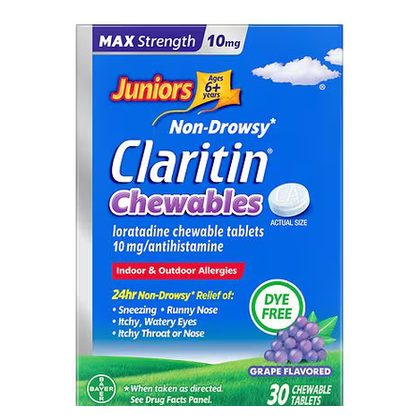 MAX Strength 10mg
Juniors Ages 6+ years
Non-Drowsy*
Claritin®
Chewables
ACTUAL SIZE
loratadine chewable tablets
10 mg/antihistamine
Indoor & Outdoor Allergies
24hr Non-Drowsy* Relief of:
• Sneezing • Runny Nose
• Itchy, Watery Eyes
• Itchy Throat or Nose
DYE
FREE
GRAPE FLAVORED
BAYER
*When taken as directed.
See Drug Facts Panel.
30 CHEWABLE
TABLETS